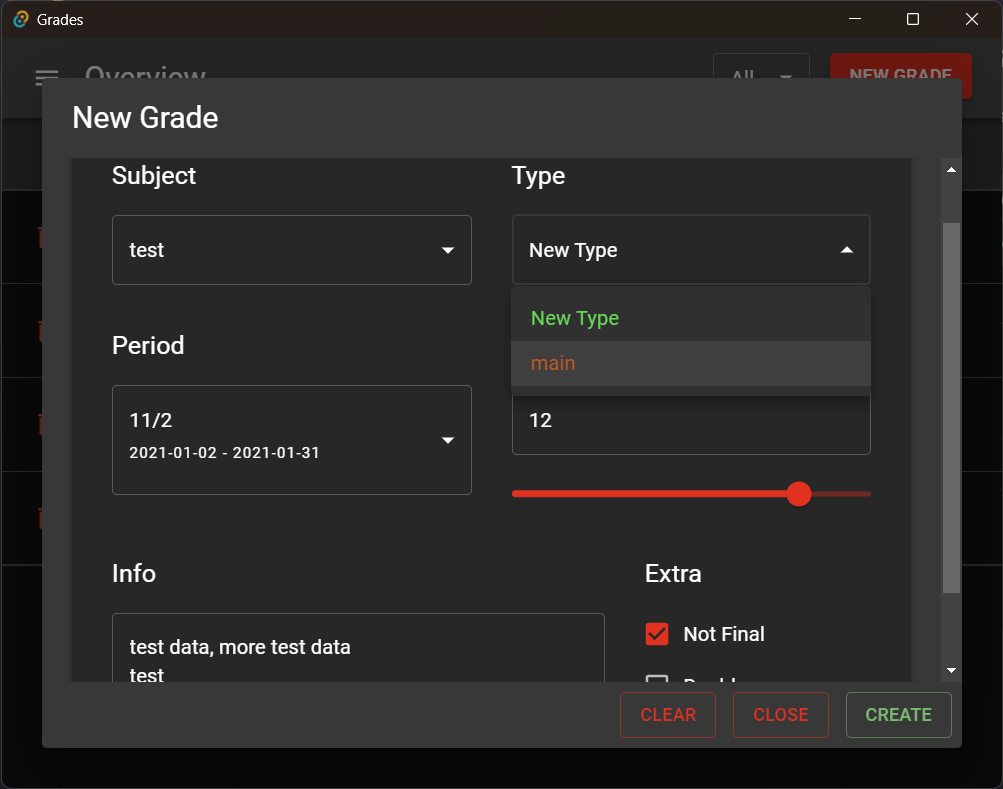 Grades
Overview
All
NEW GRADE
New Grade
Subject
Type
test
New Type
New Type
main
Period
11/2
2021-01-02 - 2021-01-31
12
Info
Extra
test data, more test data
test
Not Final
CLEAR
CLOSE
CREATE